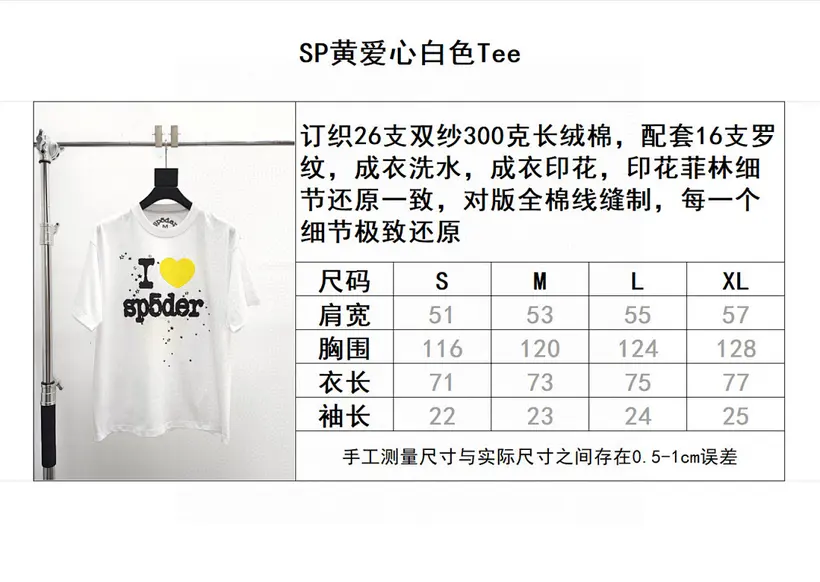 SP黄爱心白色Tee
spöder
M
I
sp5der
订织26支双纱300克长绒棉，配套16支罗
纹，成衣洗水，成衣印花，印花菲林细
节还原一致，对版全棉线缝制，每一个
细节极致还原
尺码 S M L XL
肩宽 51 53 55 57
胸围 116 120 124 128
衣长 71 73 75 77
袖长 22 23 24 25
手工测量尺寸与实际尺寸之间存在0.5-1cm误差